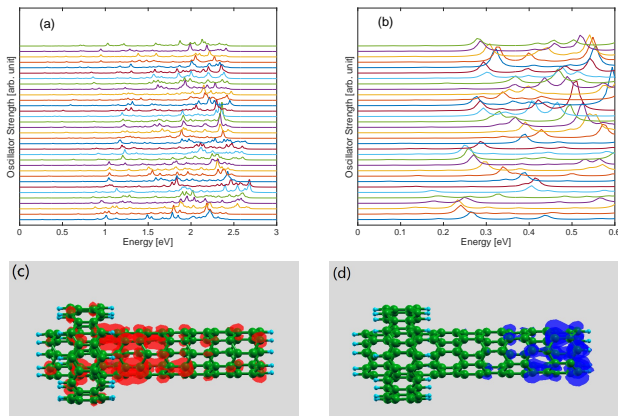 (a)
Oscillator Strength [arb. unit]
0 0.5 1 1.5 2 2.5 3
Energy [eV]
(b)
Oscillator Strength [arb. unit]
0 0.1 0.2 0.3 0.4 0.5 0.6
Energy [eV]
(c)
(d)